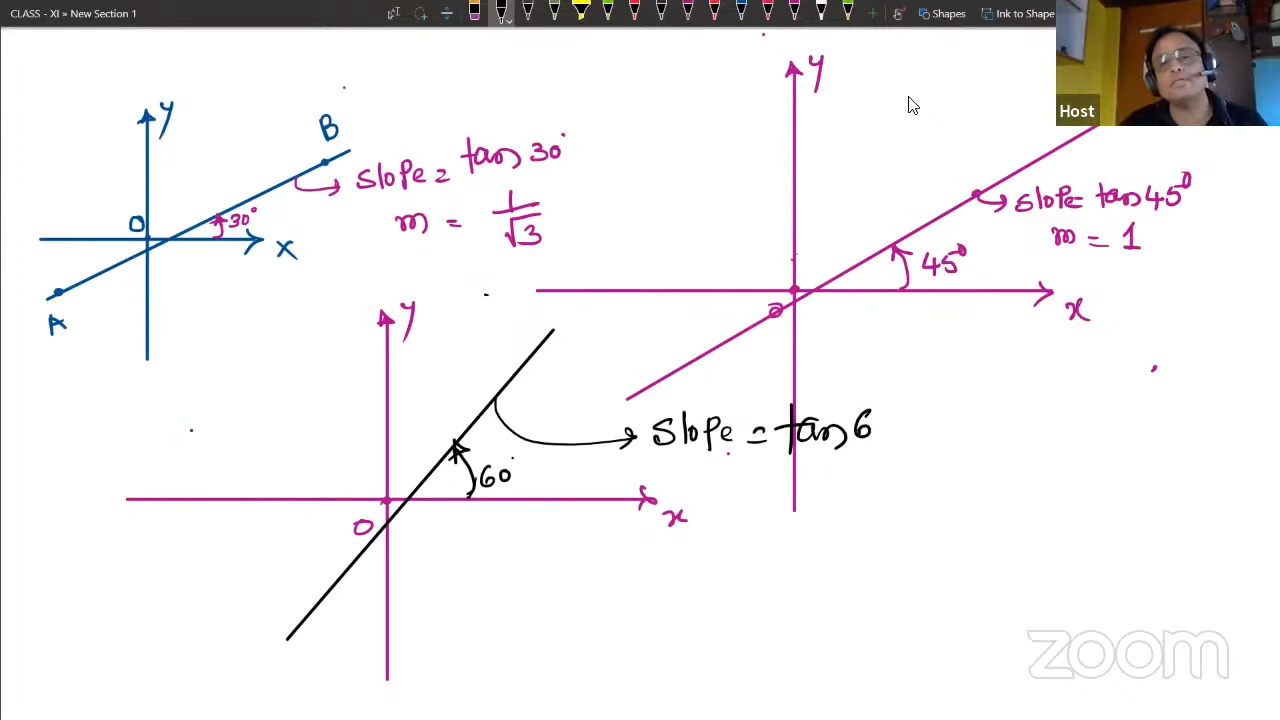 CLASS - XI » New Section 1
Shapes
Ink to Shape
Host
y
B
slope = tan 30°
m = 1/√3
O
30°
x
A
y
slope = tan 45°
m = 1
45°
O
x
y
slope = tan 6
60°
O
x
zoom